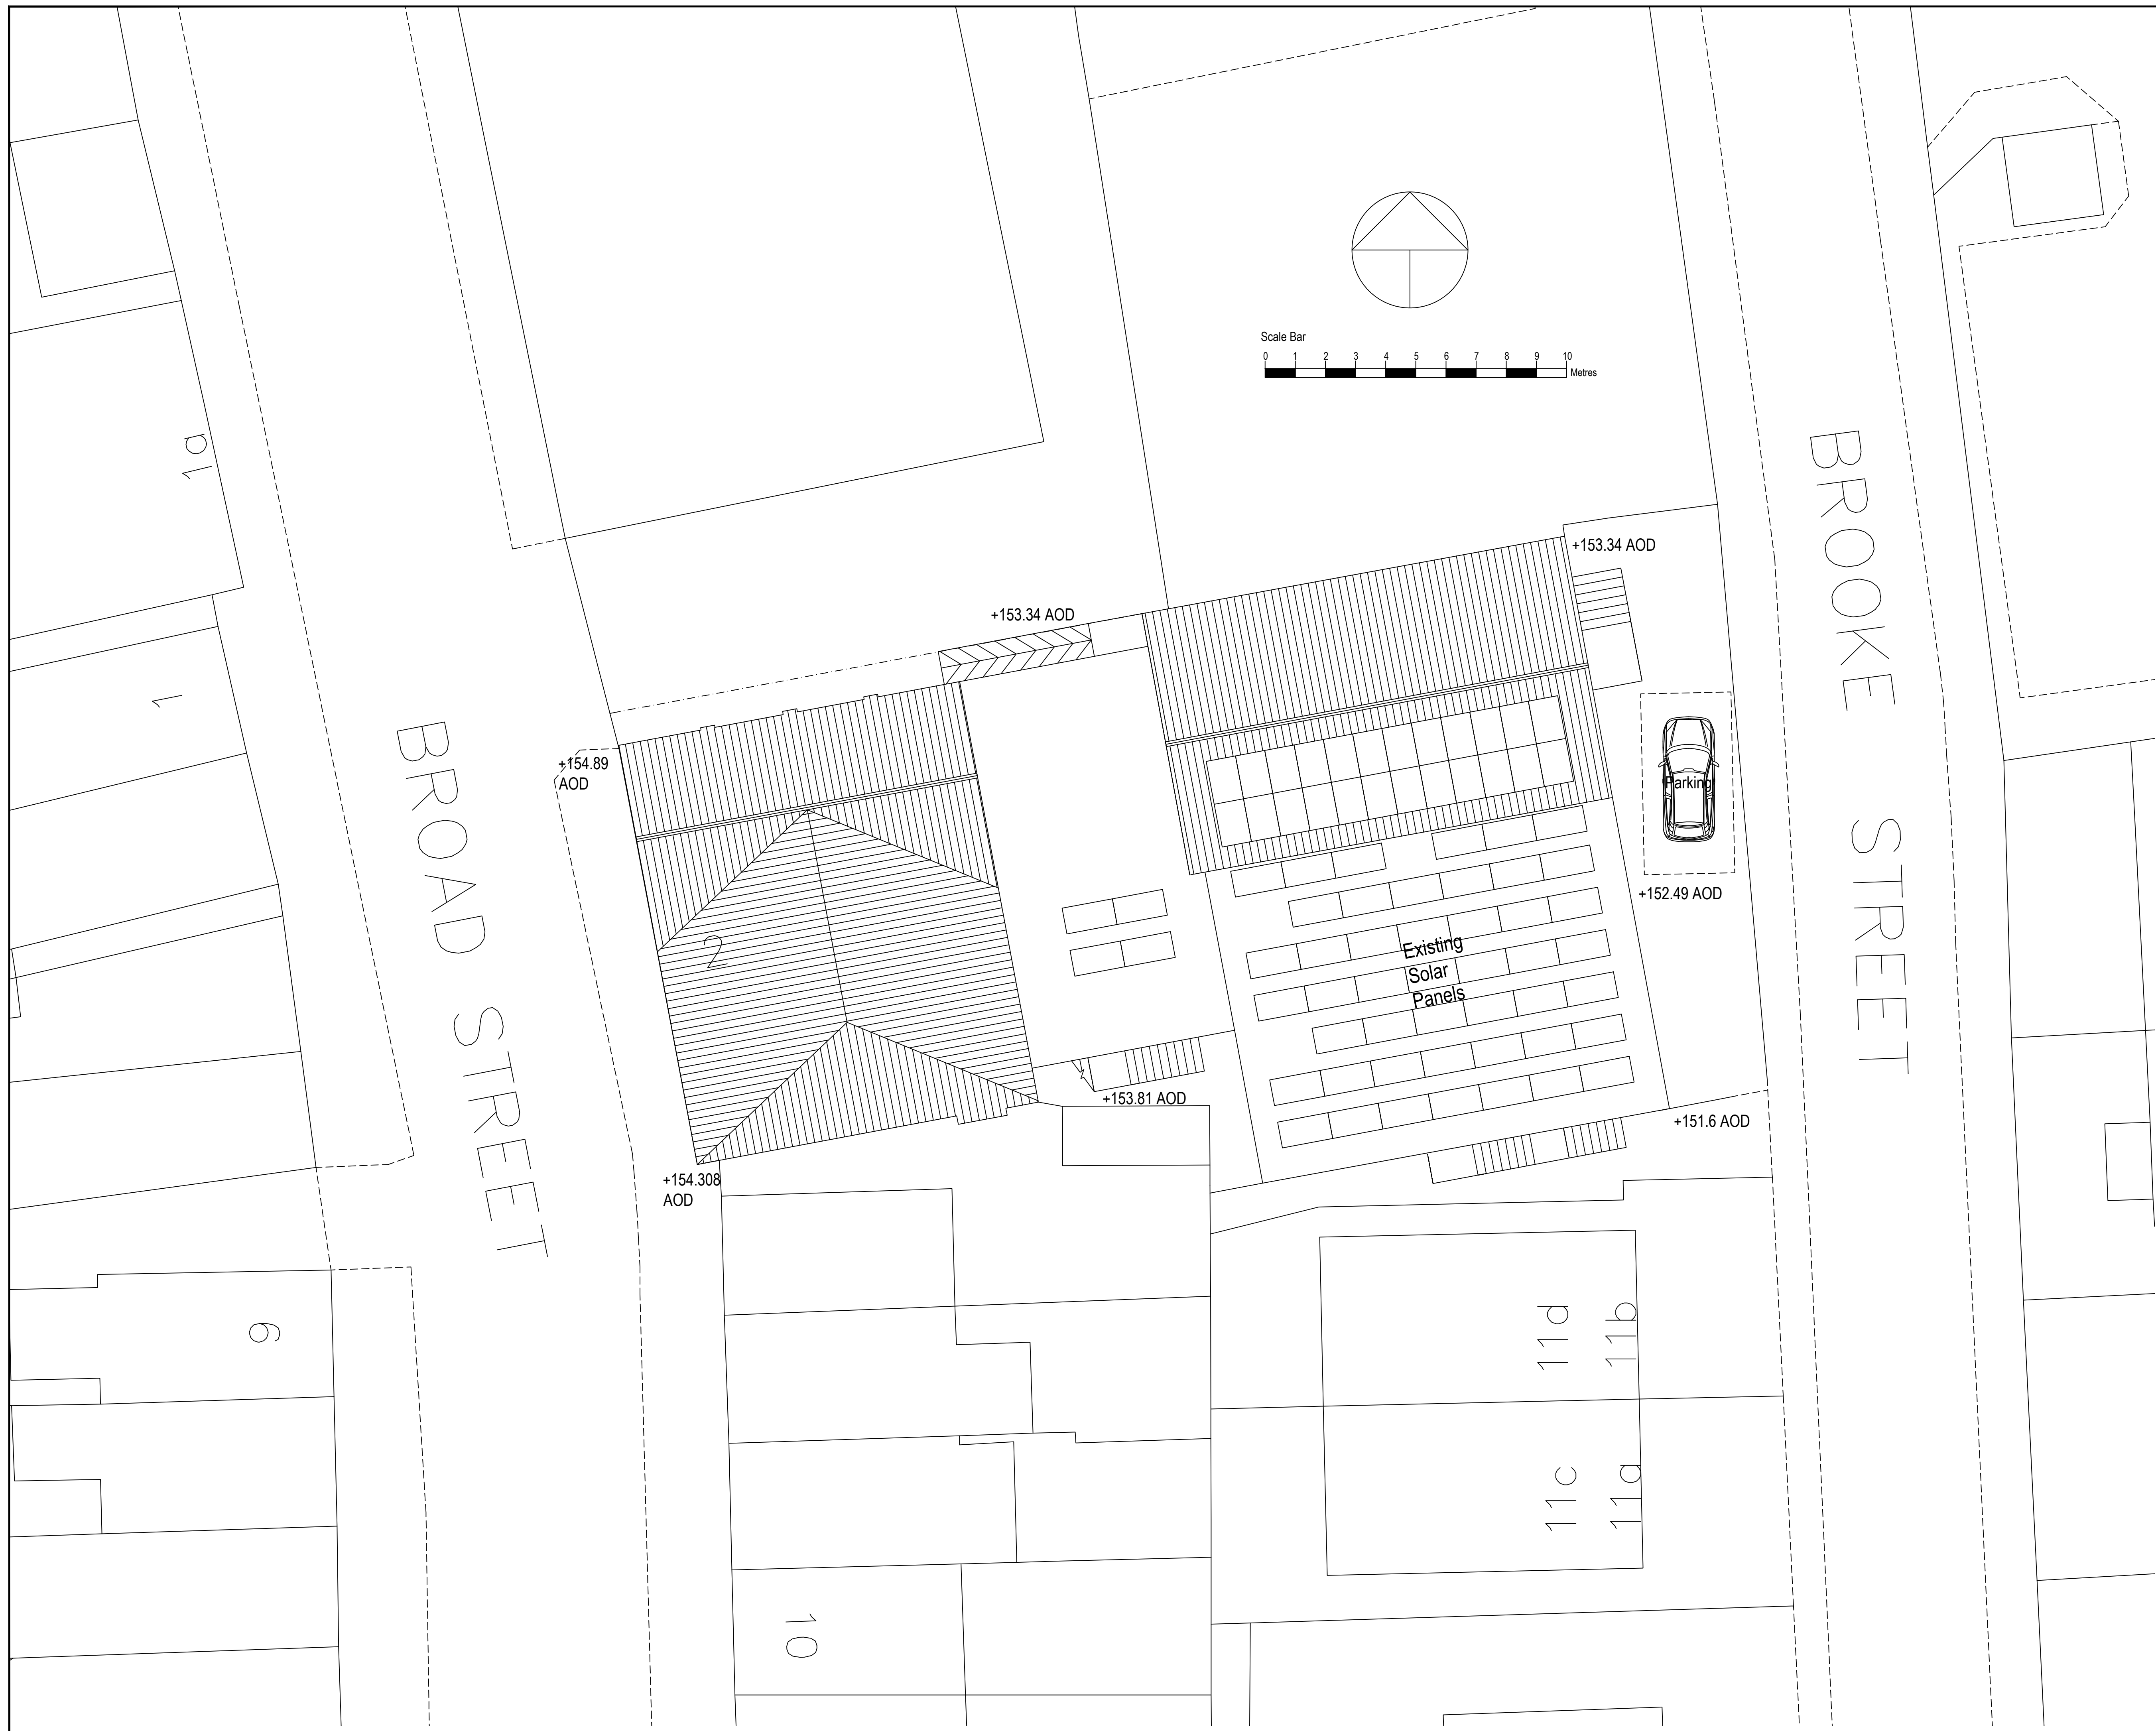 Scale Bar
0 1 2 3 4 5 6 7 8 9 10
Metres
1a
1
BROAD STREET
BROOKE STREET
+153.34 AOD
+153.34 AOD
+154.89
AOD
Parking
+152.49 AOD
2
Existing
Solar
Panels
+153.81 AOD
+151.6 AOD
+154.308
AOD
9
11d
11b
11c
11a
10